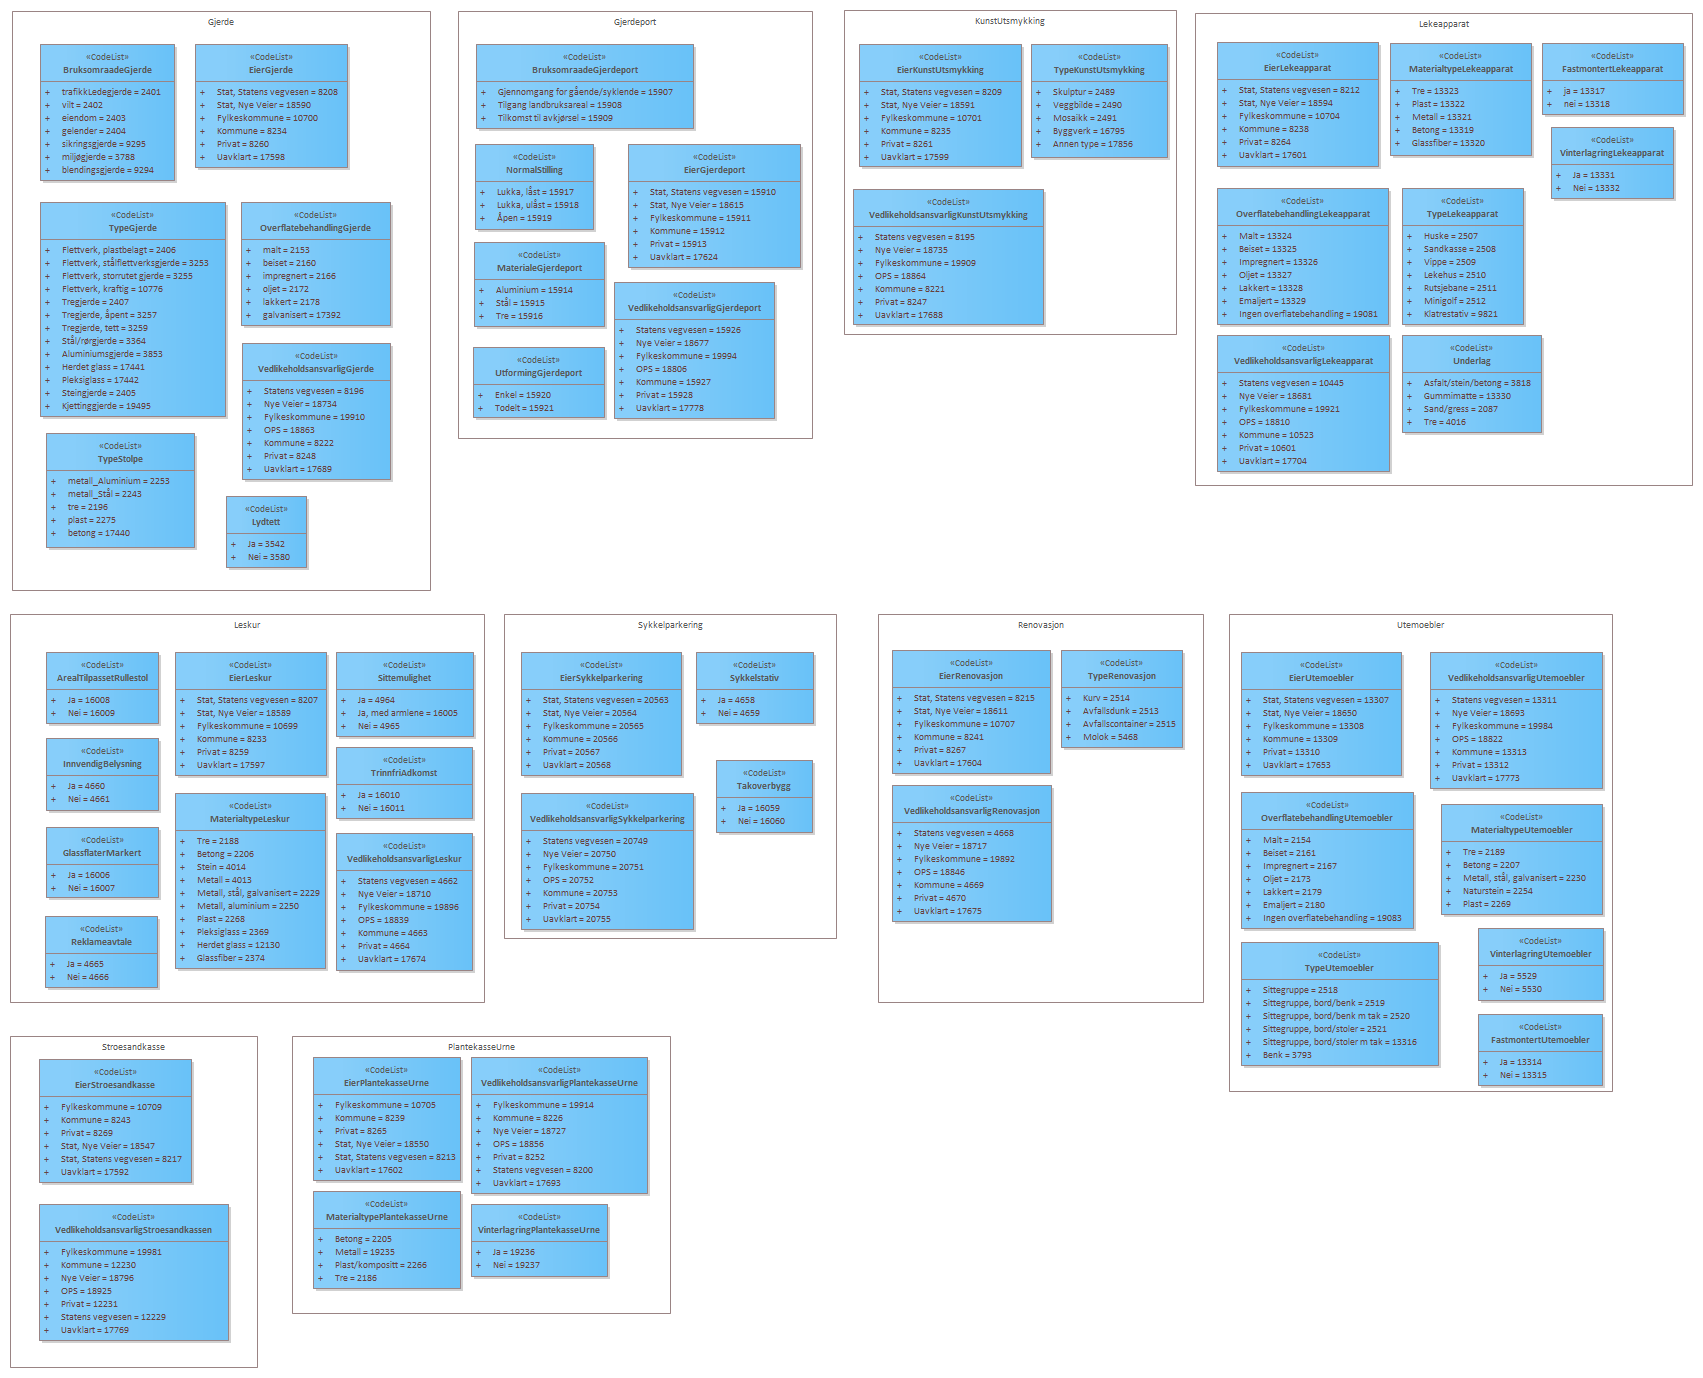 Gjerde
«CodeList»
BruksomraadeGjerde
+ trafikkLedegjerde = 2401
+ vilt = 2402
+ eiendom = 2403
+ gelender = 2404
+ sikringsgjerde = 9295
+ miljøgjerde = 3788
+ blendingsgjerde = 9294
«CodeList»
EierGjerde
+ Stat, Statens vegvesen = 8208
+ Stat, Nye Veier = 18590
+ Fylkeskommune = 10700
+ Kommune = 8234
+ Privat = 8260
+ Uavklart = 17598
«CodeList»
TypeGjerde
+ Flettverk, plastbelagt = 2406
+ Flettverk, stålflettverksgjerde = 3253
+ Flettverk, storrutet gjerde = 3255
+ Flettverk, kraftig = 10776
+ Tregjerde = 2407
+ Tregjerde, åpent = 3257
+ Tregjerde, tett = 3259
+ Stål/rørgjerde = 3364
+ Aluminiumsgjerde = 3853
+ Herdet glass = 17441
+ Pleksiglass = 17442
+ Steingjerde = 2405
+ Kjettinggjerde = 19495
«CodeList»
OverflatebehandlingGjerde
+ malt = 2153
+ beiset = 2160
+ impregnert = 2166
+ oljet = 2172
+ lakkert = 2178
+ galvanisert = 17392
«CodeList»
VedlikeholdsansvarligGjerde
+ Statens vegvesen = 8196
+ Nye Veier = 18734
+ Fylkeskommune = 19910
+ OPS = 18863
+ Kommune = 8222
+ Privat = 8248
+ Uavklart = 17689
«CodeList»
TypeStolpe
+ metall_Aluminium = 2253
+ metall_Stål = 2243
+ tre = 2196
+ plast = 2275
+ betong = 17440
«CodeList»
Lydtett
+ Ja = 3542
+ Nei = 3580
Gjerdeport
«CodeList»
BruksomraadeGjerdeport
+ Gjennomgang for gående/syklende = 15907
+ Tilgang landbruksareal = 15908
+ Tilkomst til avkjørsel = 15909
«CodeList»
NormalStilling
+ Lukka, låst = 15917
+ Lukka, ulåst = 15918
+ Åpen = 15919
«CodeList»
EierGjerdeport
+ Stat, Statens vegvesen = 15910
+ Stat, Nye Veier = 18615
+ Fylkeskommune = 15911
+ Kommune = 15912
+ Privat = 15913
+ Uavklart = 17624
«CodeList»
MaterialeGjerdeport
+ Aluminium = 15914
+ Stål = 15915
+ Tre = 15916
«CodeList»
VedlikeholdsansvarligGjerdeport
+ Statens vegvesen = 15926
+ Nye Veier = 18677
+ Fylkeskommune = 19994
+ OPS = 18806
+ Kommune = 15927
+ Privat = 15928
+ Uavklart = 17778
«CodeList»
UtformingGjerdeport
+ Enkel = 15920
+ Todelt = 15921
KunstUtsmykking
«CodeList»
EierKunstUtsmykking
+ Stat, Statens vegvesen = 8209
+ Stat, Nye Veier = 18591
+ Fylkeskommune = 10701
+ Kommune = 8235
+ Privat = 8261
+ Uavklart = 17599
«CodeList»
TypeKunstUtsmykking
+ Skulptur = 2489
+ Veggbilde = 2490
+ Mosaikk = 2491
+ Byggverk = 16795
+ Annen type = 17856
«CodeList»
VedlikeholdsansvarligKunstUtsmykking
+ Statens vegvesen = 8195
+ Nye Veier = 18735
+ Fylkeskommune = 19909
+ OPS = 18864
+ Kommune = 8221
+ Privat = 8247
+ Uavklart = 17688
Lekeapparat
«CodeList»
EierLekeapparat
+ Stat, Statens vegvesen = 8212
+ Stat, Nye Veier = 18594
+ Fylkeskommune = 10704
+ Kommune = 8238
+ Privat = 8264
+ Uavklart = 17601
«CodeList»
MaterialtypeLekeapparat
+ Tre = 13323
+ Plast = 13322
+ Metall = 13321
+ Betong = 13319
+ Glassfiber = 13320
«CodeList»
FastmontertLekeapparat
+ ja = 13317
+ nei = 13318
«CodeList»
VinterlagringLekeapparat
+ Ja = 13331
+ Nei = 13332
«CodeList»
OverflatebehandlingLekeapparat
+ Malt = 13324
+ Beiset = 13325
+ Impregnert = 13326
+ Oljet = 13327
+ Lakkert = 13328
+ Emaljert = 13329
+ Ingen overflatebehandling = 19081
«CodeList»
TypeLekeapparat
+ Huske = 2507
+ Sandkasse = 2508
+ Vippe = 2509
+ Lekehus = 2510
+ Rutsjebane = 2511
+ Minigolf = 2512
+ Klatrestativ = 9821
«CodeList»
VedlikeholdsansvarligLekeapparat
+ Statens vegvesen = 10445
+ Nye Veier = 18681
+ Fylkeskommune = 19921
+ OPS = 18810
+ Kommune = 10523
+ Privat = 10601
+ Uavklart = 17704
«CodeList»
Underlag
+ Asfalt/stein/betong = 3818
+ Gummimatte = 13330
+ Sand/gress = 2087
+ Tre = 4016
Leskur
«CodeList»
ArealTilpassetRullestol
+ Ja = 16008
+ Nei = 16009
«CodeList»
EierLeskur
+ Stat, Statens vegvesen = 8207
+ Stat, Nye Veier = 18589
+ Fylkeskommune = 10699
+ Kommune = 8233
+ Privat = 8259
+ Uavklart = 17597
«CodeList»
Sittemulighet
+ Ja = 4964
+ Ja, med armlene = 16005
+ Nei = 4965
«CodeList»
InnvendigBelysning
+ Ja = 4660
+ Nei = 4661
«CodeList»
TrinnfriAdkomst
+ Ja = 16010
+ Nei = 16011
«CodeList»
MaterialtypeLeskur
+ Tre = 2188
+ Betong = 2206
+ Stein = 4014
+ Metall = 4013
+ Metall, stål, galvanisert = 2229
+ Metall, aluminium = 2250
+ Plast = 2268
+ Pleksiglass = 2369
+ Herdet glass = 12130
+ Glassfiber = 2374
«CodeList»
GlassflaterMarkert
+ Ja = 16006
+ Nei = 16007
«CodeList»
VedlikeholdsansvarligLeskur
+ Statens vegvesen = 4662
+ Nye Veier = 18710
+ Fylkeskommune = 19896
+ OPS = 18839
+ Kommune = 4663
+ Privat = 4664
+ Uavklart = 17674
«CodeList»
Reklameavtale
+ Ja = 4665
+ Nei = 4666
Sykkelparkering
«CodeList»
EierSykkelparkering
+ Stat, Statens vegvesen = 20563
+ Stat, Nye Veier = 20564
+ Fylkeskommune = 20565
+ Kommune = 20566
+ Privat = 20567
+ Uavklart = 20568
«CodeList»
Sykkelstativ
+ Ja = 4658
+ Nei = 4659
«CodeList»
Takoverbygg
+ Ja = 16059
+ Nei = 16060
«CodeList»
VedlikeholdsansvarligSykkelparkering
+ Statens vegvesen = 20749
+ Nye Veier = 20750
+ Fylkeskommune = 20751
+ OPS = 20752
+ Kommune = 20753
+ Privat = 20754
+ Uavklart = 20755
Renovasjon
«CodeList»
EierRenovasjon
+ Stat, Statens vegvesen = 8215
+ Stat, Nye Veier = 18611
+ Fylkeskommune = 10707
+ Kommune = 8241
+ Privat = 8267
+ Uavklart = 17604
«CodeList»
TypeRenovasjon
+ Kurv = 2514
+ Avfallsdunk = 2513
+ Avfallscontainer = 2515
+ Molok = 5468
«CodeList»
VedlikeholdsansvarligRenovasjon
+ Statens vegvesen = 4668
+ Nye Veier = 18717
+ Fylkeskommune = 19892
+ OPS = 18846
+ Kommune = 4669
+ Privat = 4670
+ Uavklart = 17675
Utemoebler
«CodeList»
EierUtemoebler
+ Stat, Statens vegvesen = 13307
+ Stat, Nye Veier = 18650
+ Fylkeskommune = 13308
+ Kommune = 13309
+ Privat = 13310
+ Uavklart = 17653
«CodeList»
VedlikeholdsansvarligUtemoebler
+ Statens vegvesen = 13311
+ Nye Veier = 18693
+ Fylkeskommune = 19984
+ OPS = 18822
+ Kommune = 13313
+ Privat = 13312
+ Uavklart = 17773
«CodeList»
OverflatebehandlingUtemoebler
+ Malt = 2154
+ Beiset = 2161
+ Impregnert = 2167
+ Oljet = 2173
+ Lakkert = 2179
+ Emaljert = 2180
+ Ingen overflatebehandling = 19083
«CodeList»
MaterialtypeUtemoebler
+ Tre = 2189
+ Betong = 2207
+ Metall, stål, galvanisert = 2230
+ Naturstein = 2254
+ Plast = 2269
«CodeList»
TypeUtemoebler
+ Sittegruppe = 2518
+ Sittegruppe, bord/benk = 2519
+ Sittegruppe, bord/benk m tak = 2520
+ Sittegruppe, bord/stoler = 2521
+ Sittegruppe, bord/stoler m tak = 13316
+ Benk = 3793
«CodeList»
VinterlagringUtemoebler
+ Ja = 5529
+ Nei = 5530
«CodeList»
FastmontertUtemoebler
+ Ja = 13314
+ Nei = 13315
Stroesandkasse
«CodeList»
EierStroesandkasse
+ Fylkeskommune = 10709
+ Kommune = 8243
+ Privat = 8269
+ Stat, Nye Veier = 18547
+ Stat, Statens vegvesen = 8217
+ Uavklart = 17592
«CodeList»
VedlikeholdsansvarligStroesandkassen
+ Fylkeskommune = 19981
+ Kommune = 12230
+ Nye Veier = 18796
+ OPS = 18925
+ Privat = 12231
+ Statens vegvesen = 12229
+ Uavklart = 17769
PlantekasseUrne
«CodeList»
EierPlantekasseUrne
+ Fylkeskommune = 10705
+ Kommune = 8239
+ Privat = 8265
+ Stat, Nye Veier = 18550
+ Stat, Statens vegvesen = 8213
+ Uavklart = 17602
«CodeList»
VedlikeholdsansvarligPlantekasseUrne
+ Fylkeskommune = 19914
+ Kommune = 8226
+ Nye Veier = 18727
+ OPS = 18856
+ Privat = 8252
+ Statens vegvesen = 8200
+ Uavklart = 17693
«CodeList»
MaterialtypePlantekasseUrne
+ Betong = 2205
+ Metall = 19235
+ Plast/kompositt = 2266
+ Tre = 2186
«CodeList»
VinterlagringPlantekasseUrne
+ Ja = 19236
+ Nei = 19237